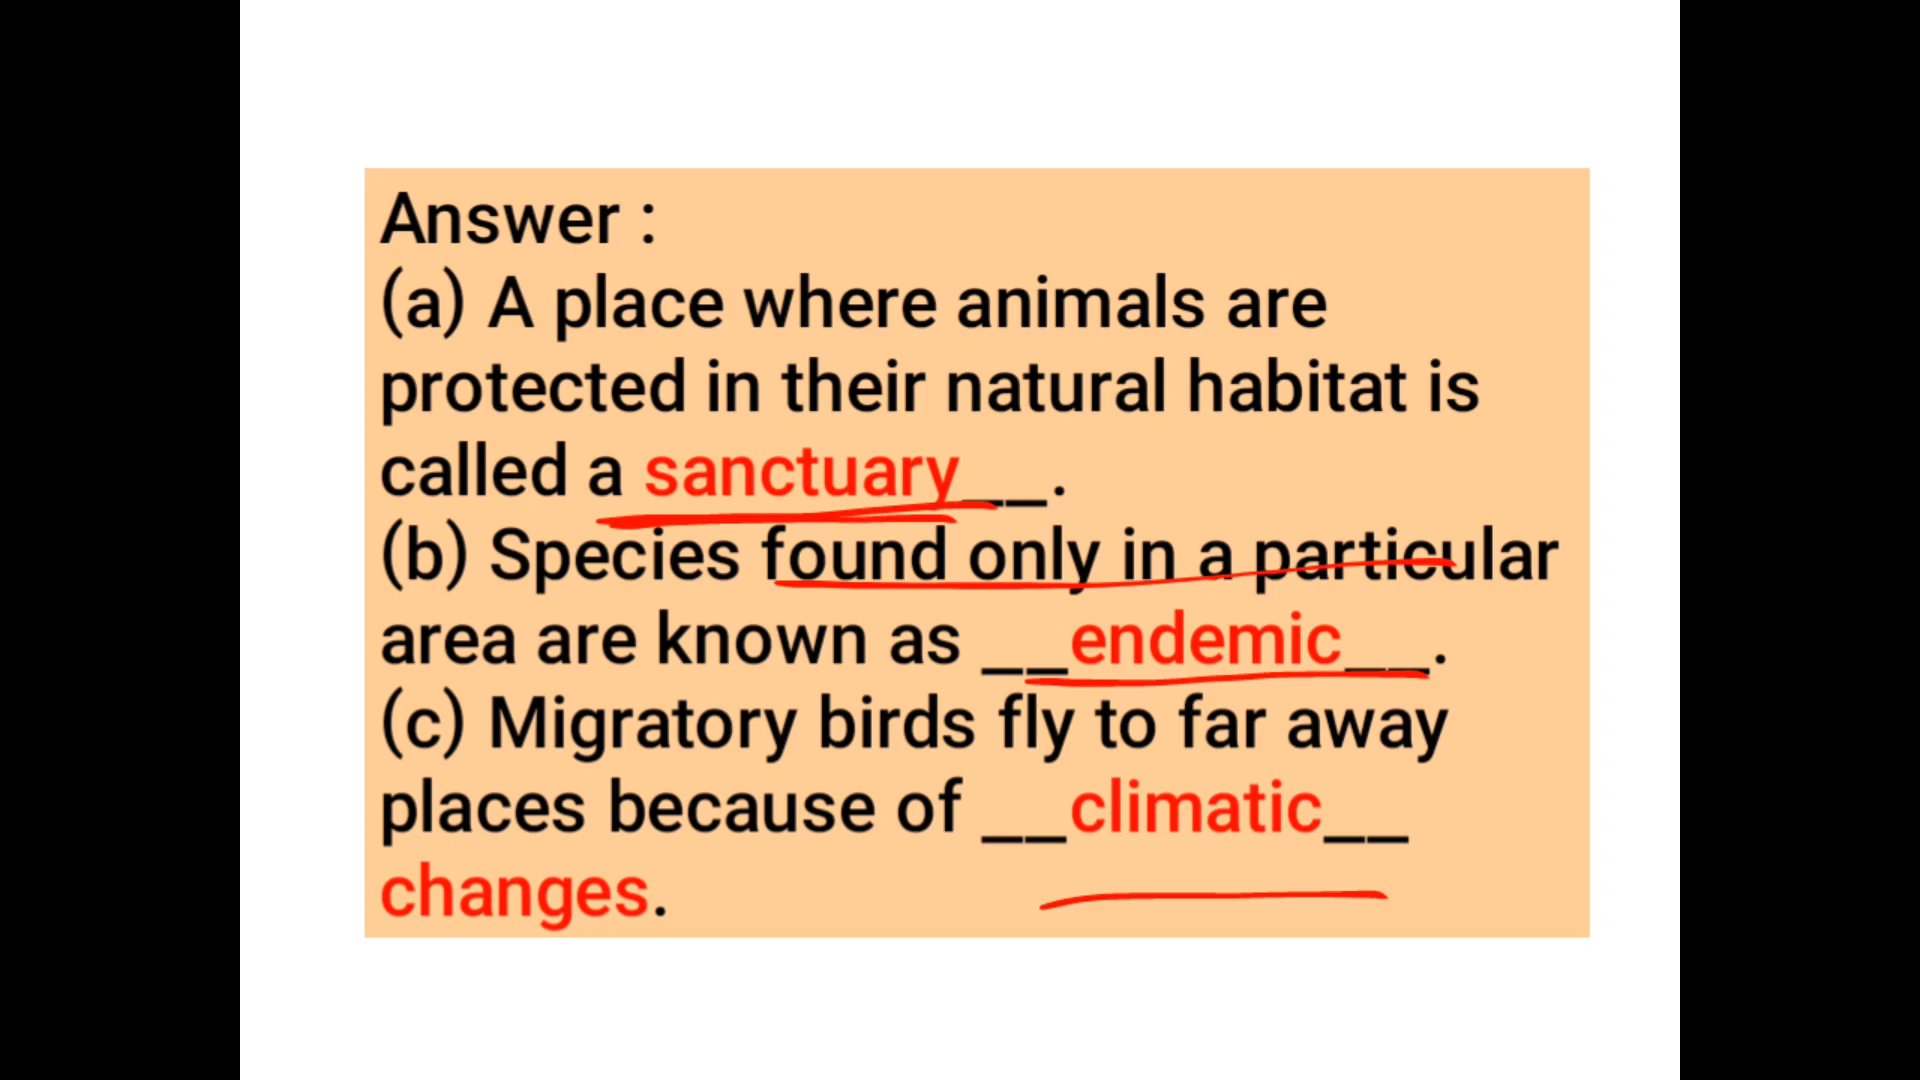 Answer :
(a) A place where animals are
protected in their natural habitat is
called a sanctuary__.
(b) Species found only in a particular
area are known as __endemic__.
(c) Migratory birds fly to far away
places because of __climatic__
changes.